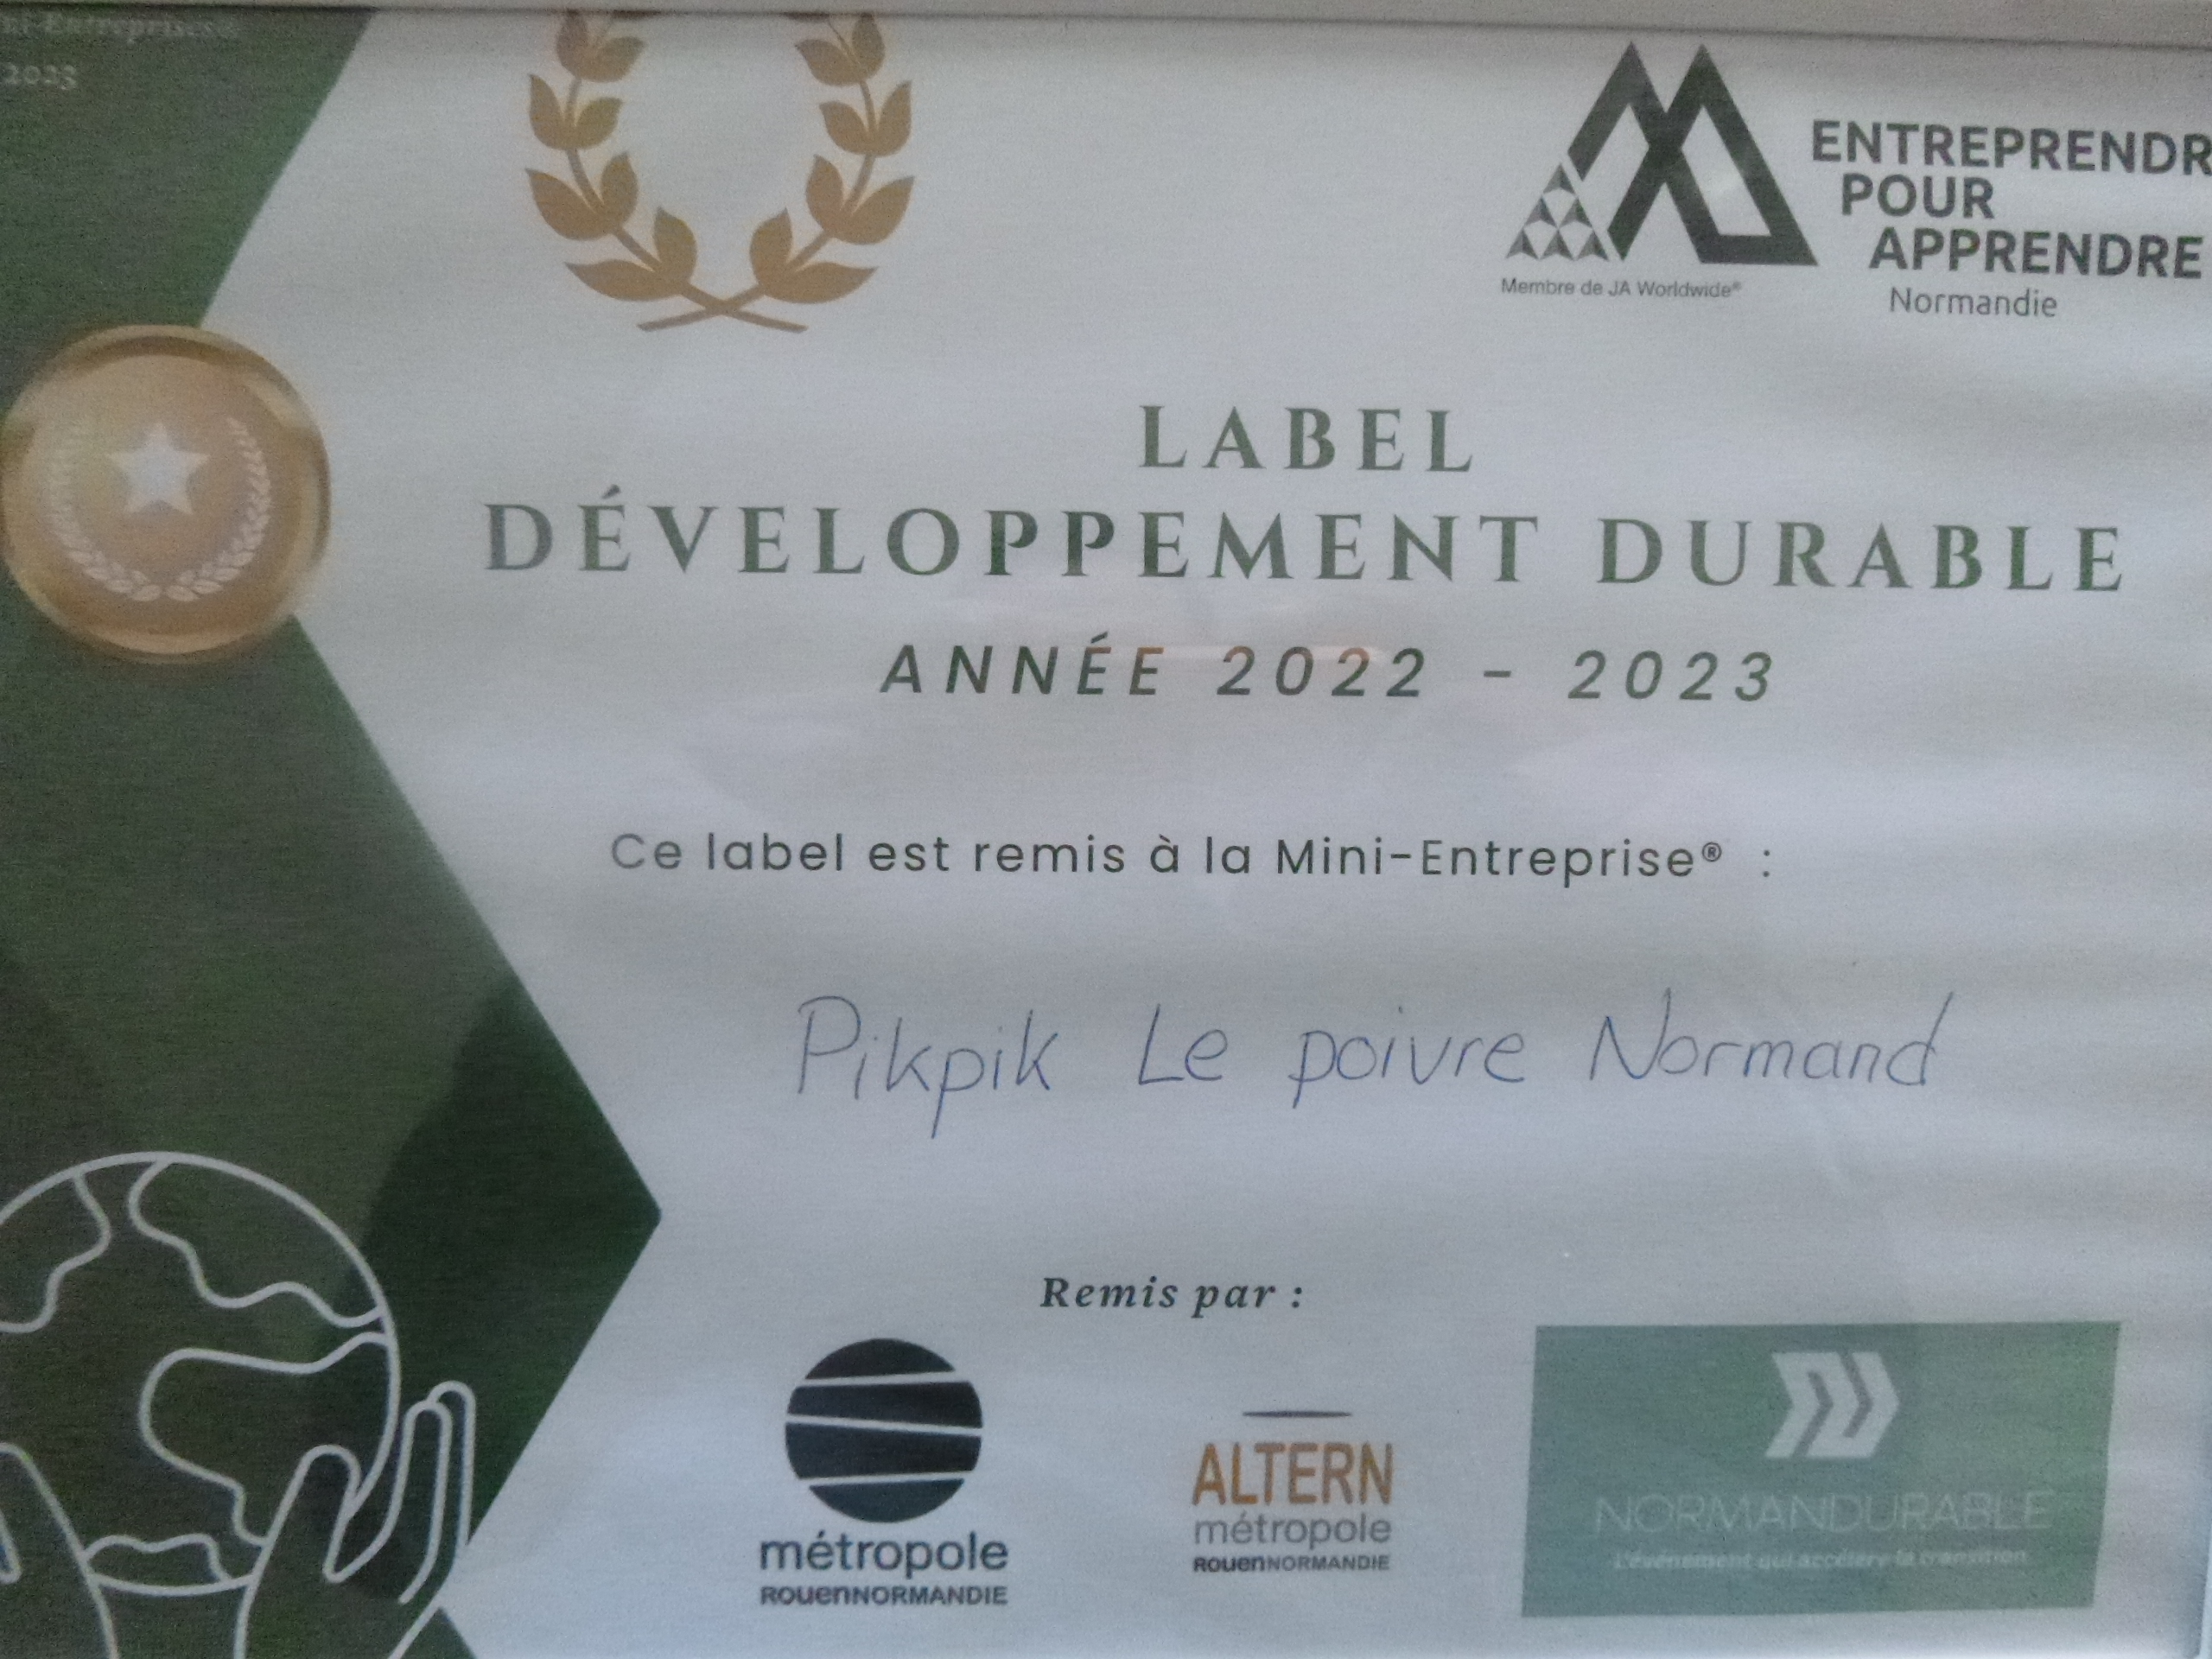 Mini-Entreprises®
2023
ENTREPRENDR
POUR
APPRENDRE
Normandie
Membre de JA Worldwide®
LABEL
DÉVELOPPEMENT DURABLE
ANNÉE 2022 - 2023
Ce label est remis à la Mini-Entreprise® :
Pikpik Le poivre Normand
Remis par :
métropole
ROUENNORMANDIE
ALTERN
métropole
ROUENNORMANDIE
NORMANDURABLE
L'événement qui accélère la transition